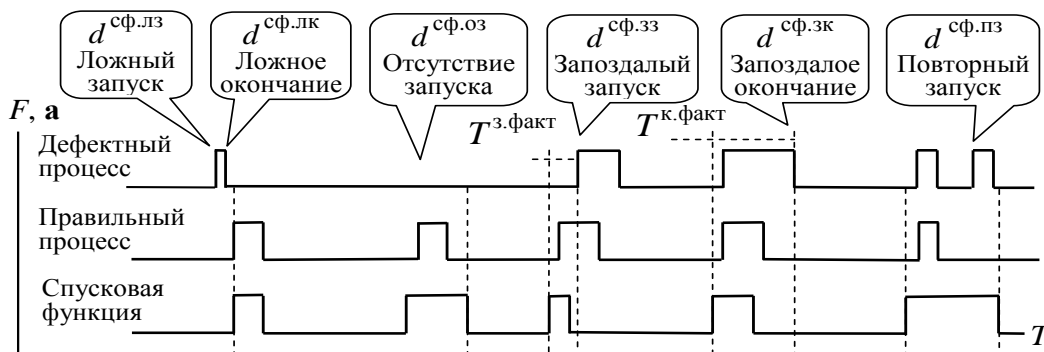 d сф.лз
Ложный
запуск
d сф.лк
Ложное
окончание
d сф.оз
Отсутствие
запуска
d сф.зз
Запоздалый
запуск
d сф.зк
Запоздалое
окончание
d сф.пз
Повторный
запуск
F, а
T з.факт
T к.факт
Дефектный
процесс
Правильный
процесс
Спусковая
функция
T